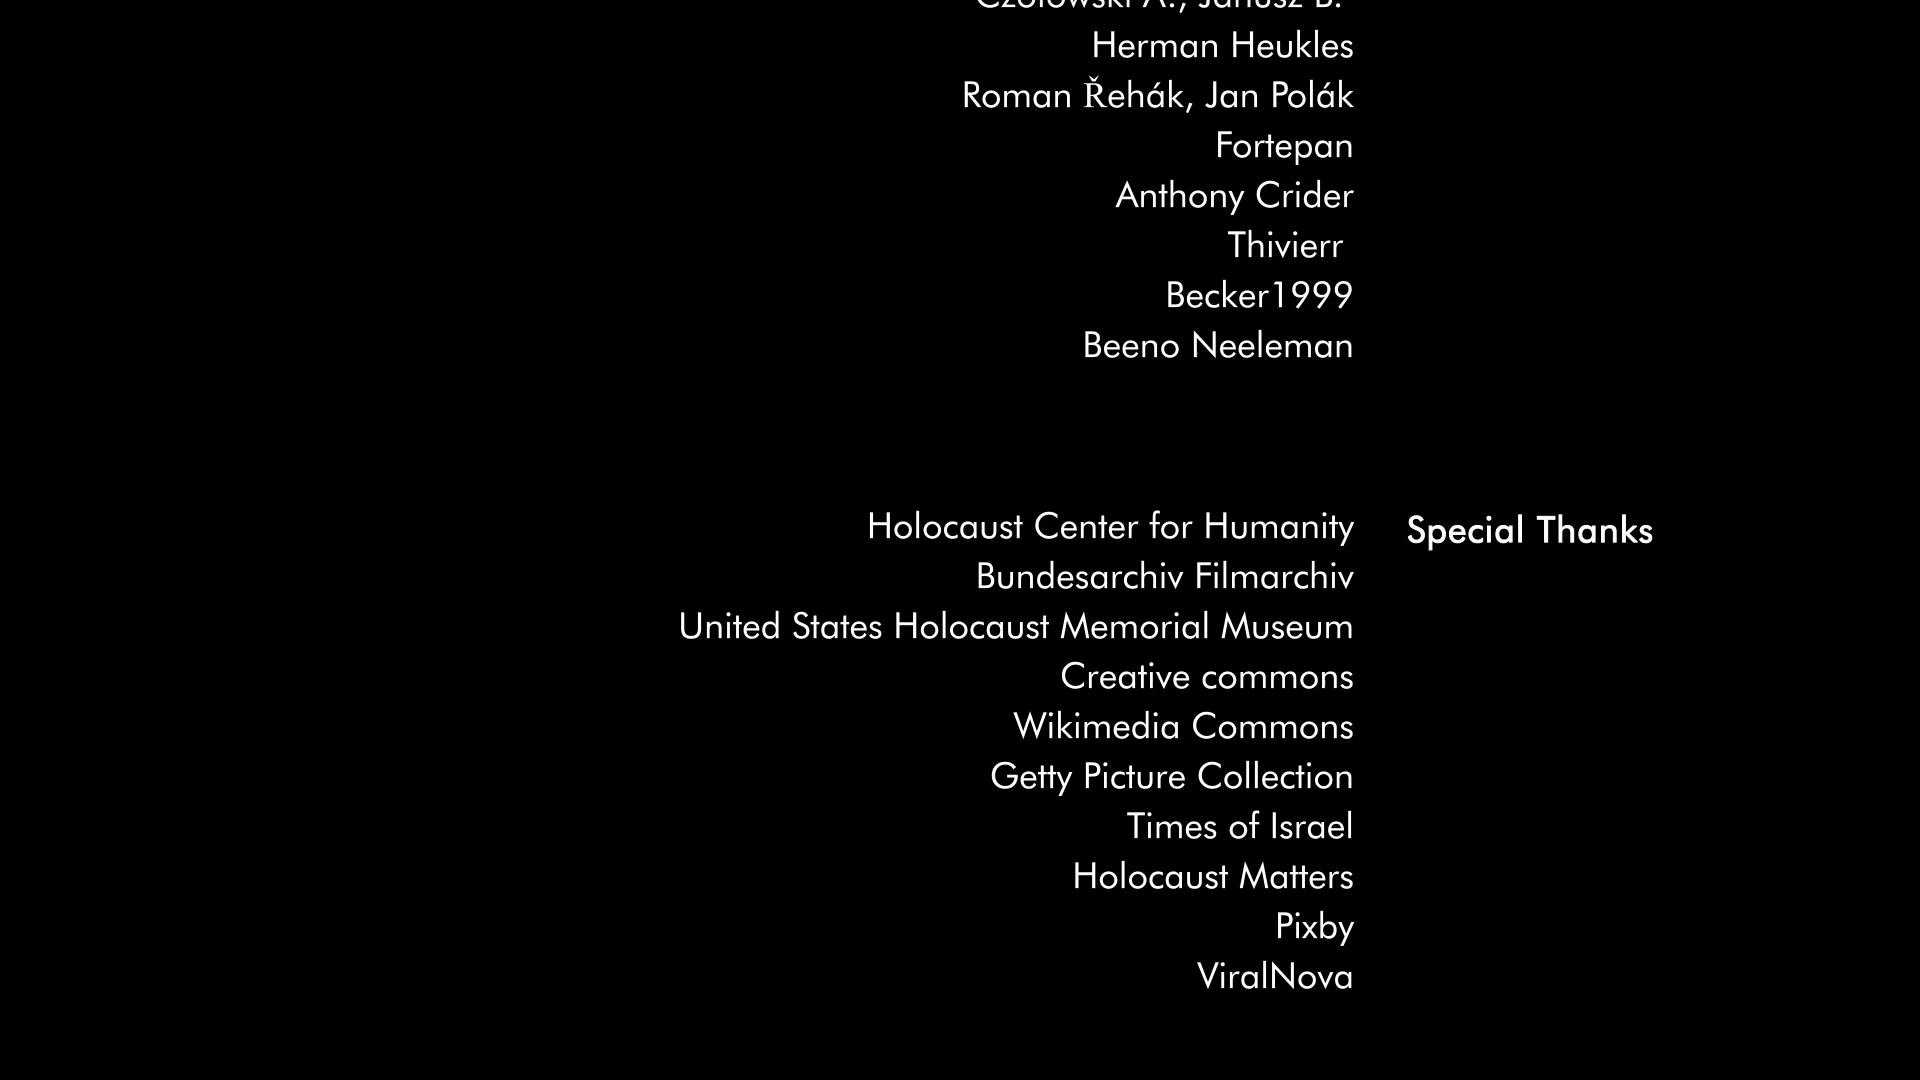 Czołowski A., Janusz B.
Herman Heukles
Roman Řehák, Jan Polák
Fortepan
Anthony Crider
Thivierr
Becker1999
Beeno Neeleman
Holocaust Center for Humanity Special Thanks
Bundesarchiv Filmarchiv
United States Holocaust Memorial Museum
Creative commons
Wikimedia Commons
Getty Picture Collection
Times of Israel
Holocaust Matters
Pixby
ViralNova